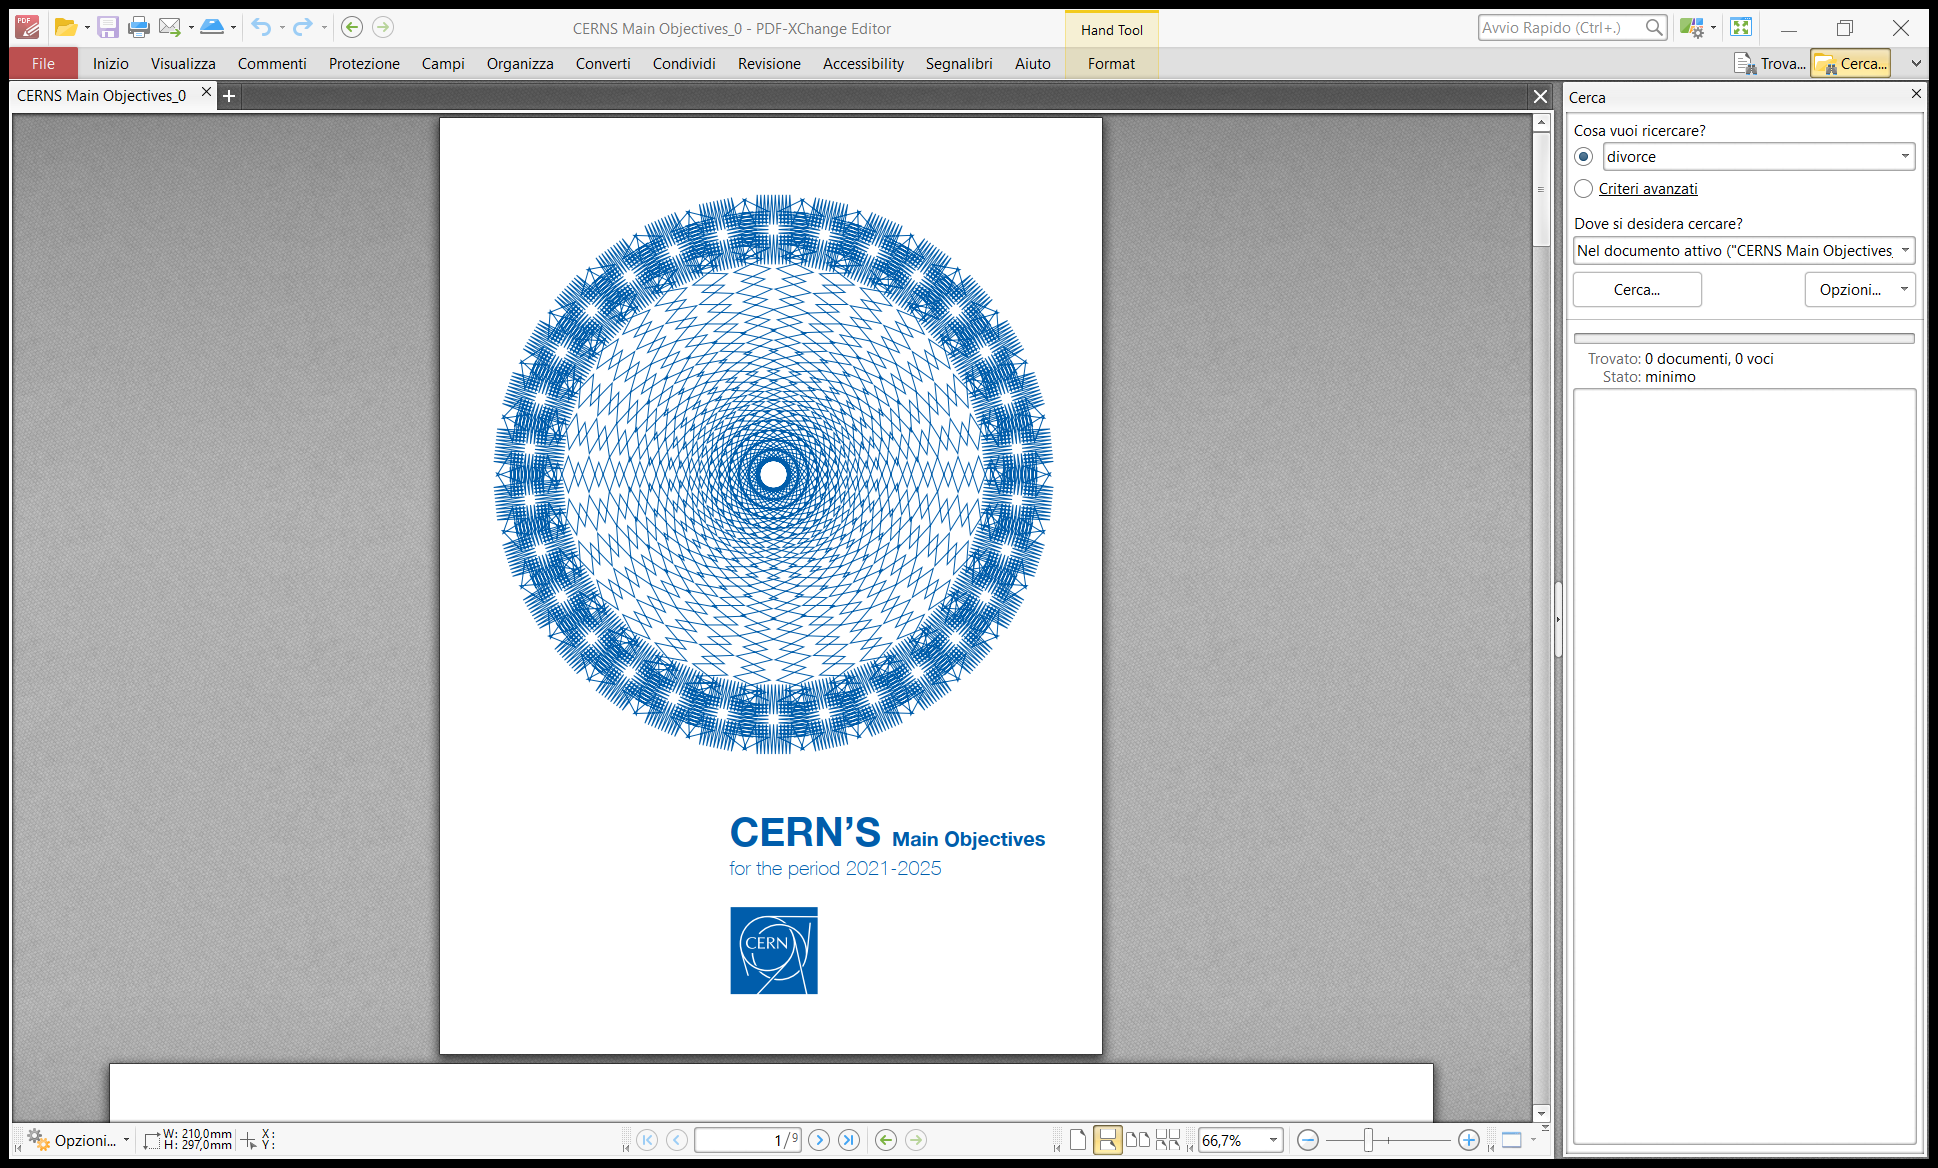 CERNS Main Objectives_0 - PDF-XChange Editor
Hand Tool
Avvio Rapido (Ctrl+.)
File Inizio Visualizza Commenti Protezione Campi Organizza Converti Condividi Revisione Accessibility Segnalibri Aiuto Format Trova... Cerca...
CERNS Main Objectives_0
Cerca
Cosa vuoi ricercare?
divorce
Criteri avanzati
Dove si desidera cercare?
Nel documento attivo ("CERNS Main Objectives_
Cerca... Opzioni...
Trovato: 0 documenti, 0 voci
Stato: minimo
CERN'S Main Objectives
for the period 2021-2025
CERN
Opzioni...
W: 210,0mm
H: 297,0mm
X:
Y:
1/9
66,7%